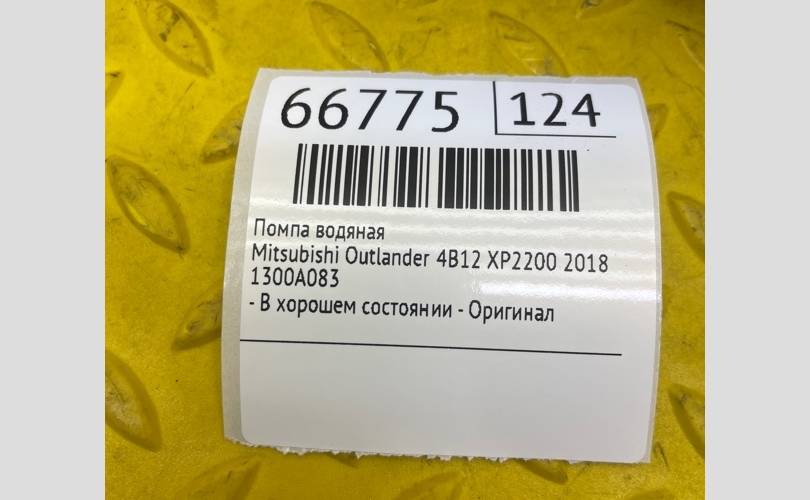 66775 124
Помпа водяная
Mitsubishi Outlander 4B12 XP2200 2018
1300A083
- В хорошем состоянии - Оригинал